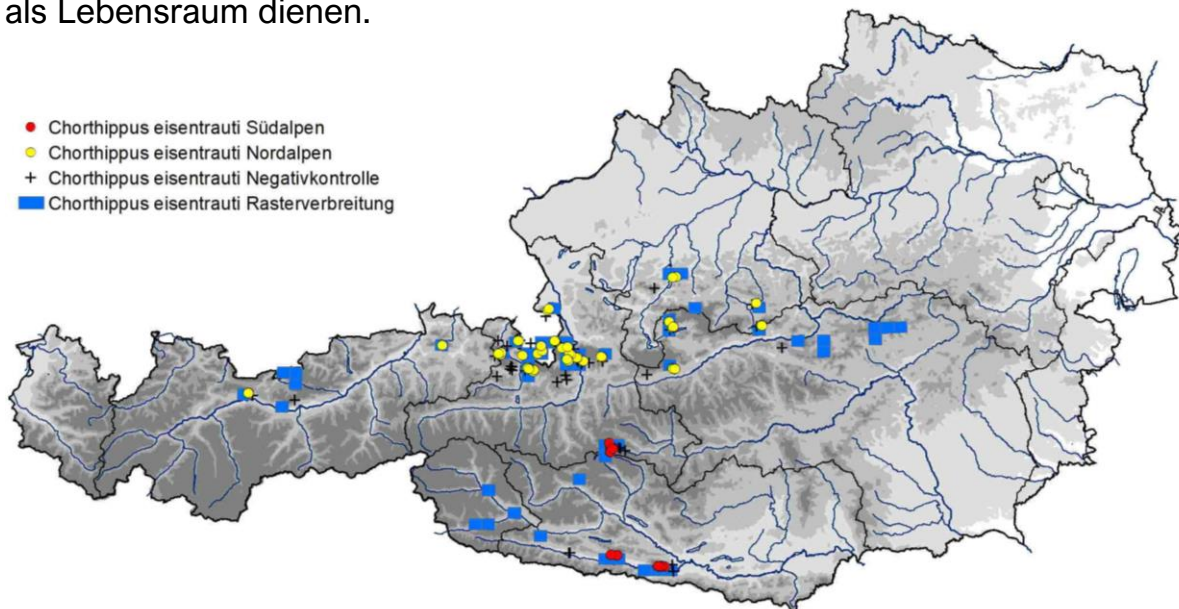 als Lebensraum dienen.
Chorthippus eisentrauti Südalpen
Chorthippus eisentrauti Nordalpen
Chorthippus eisentrauti Negativkontrolle
Chorthippus eisentrauti Rasterverbreitung